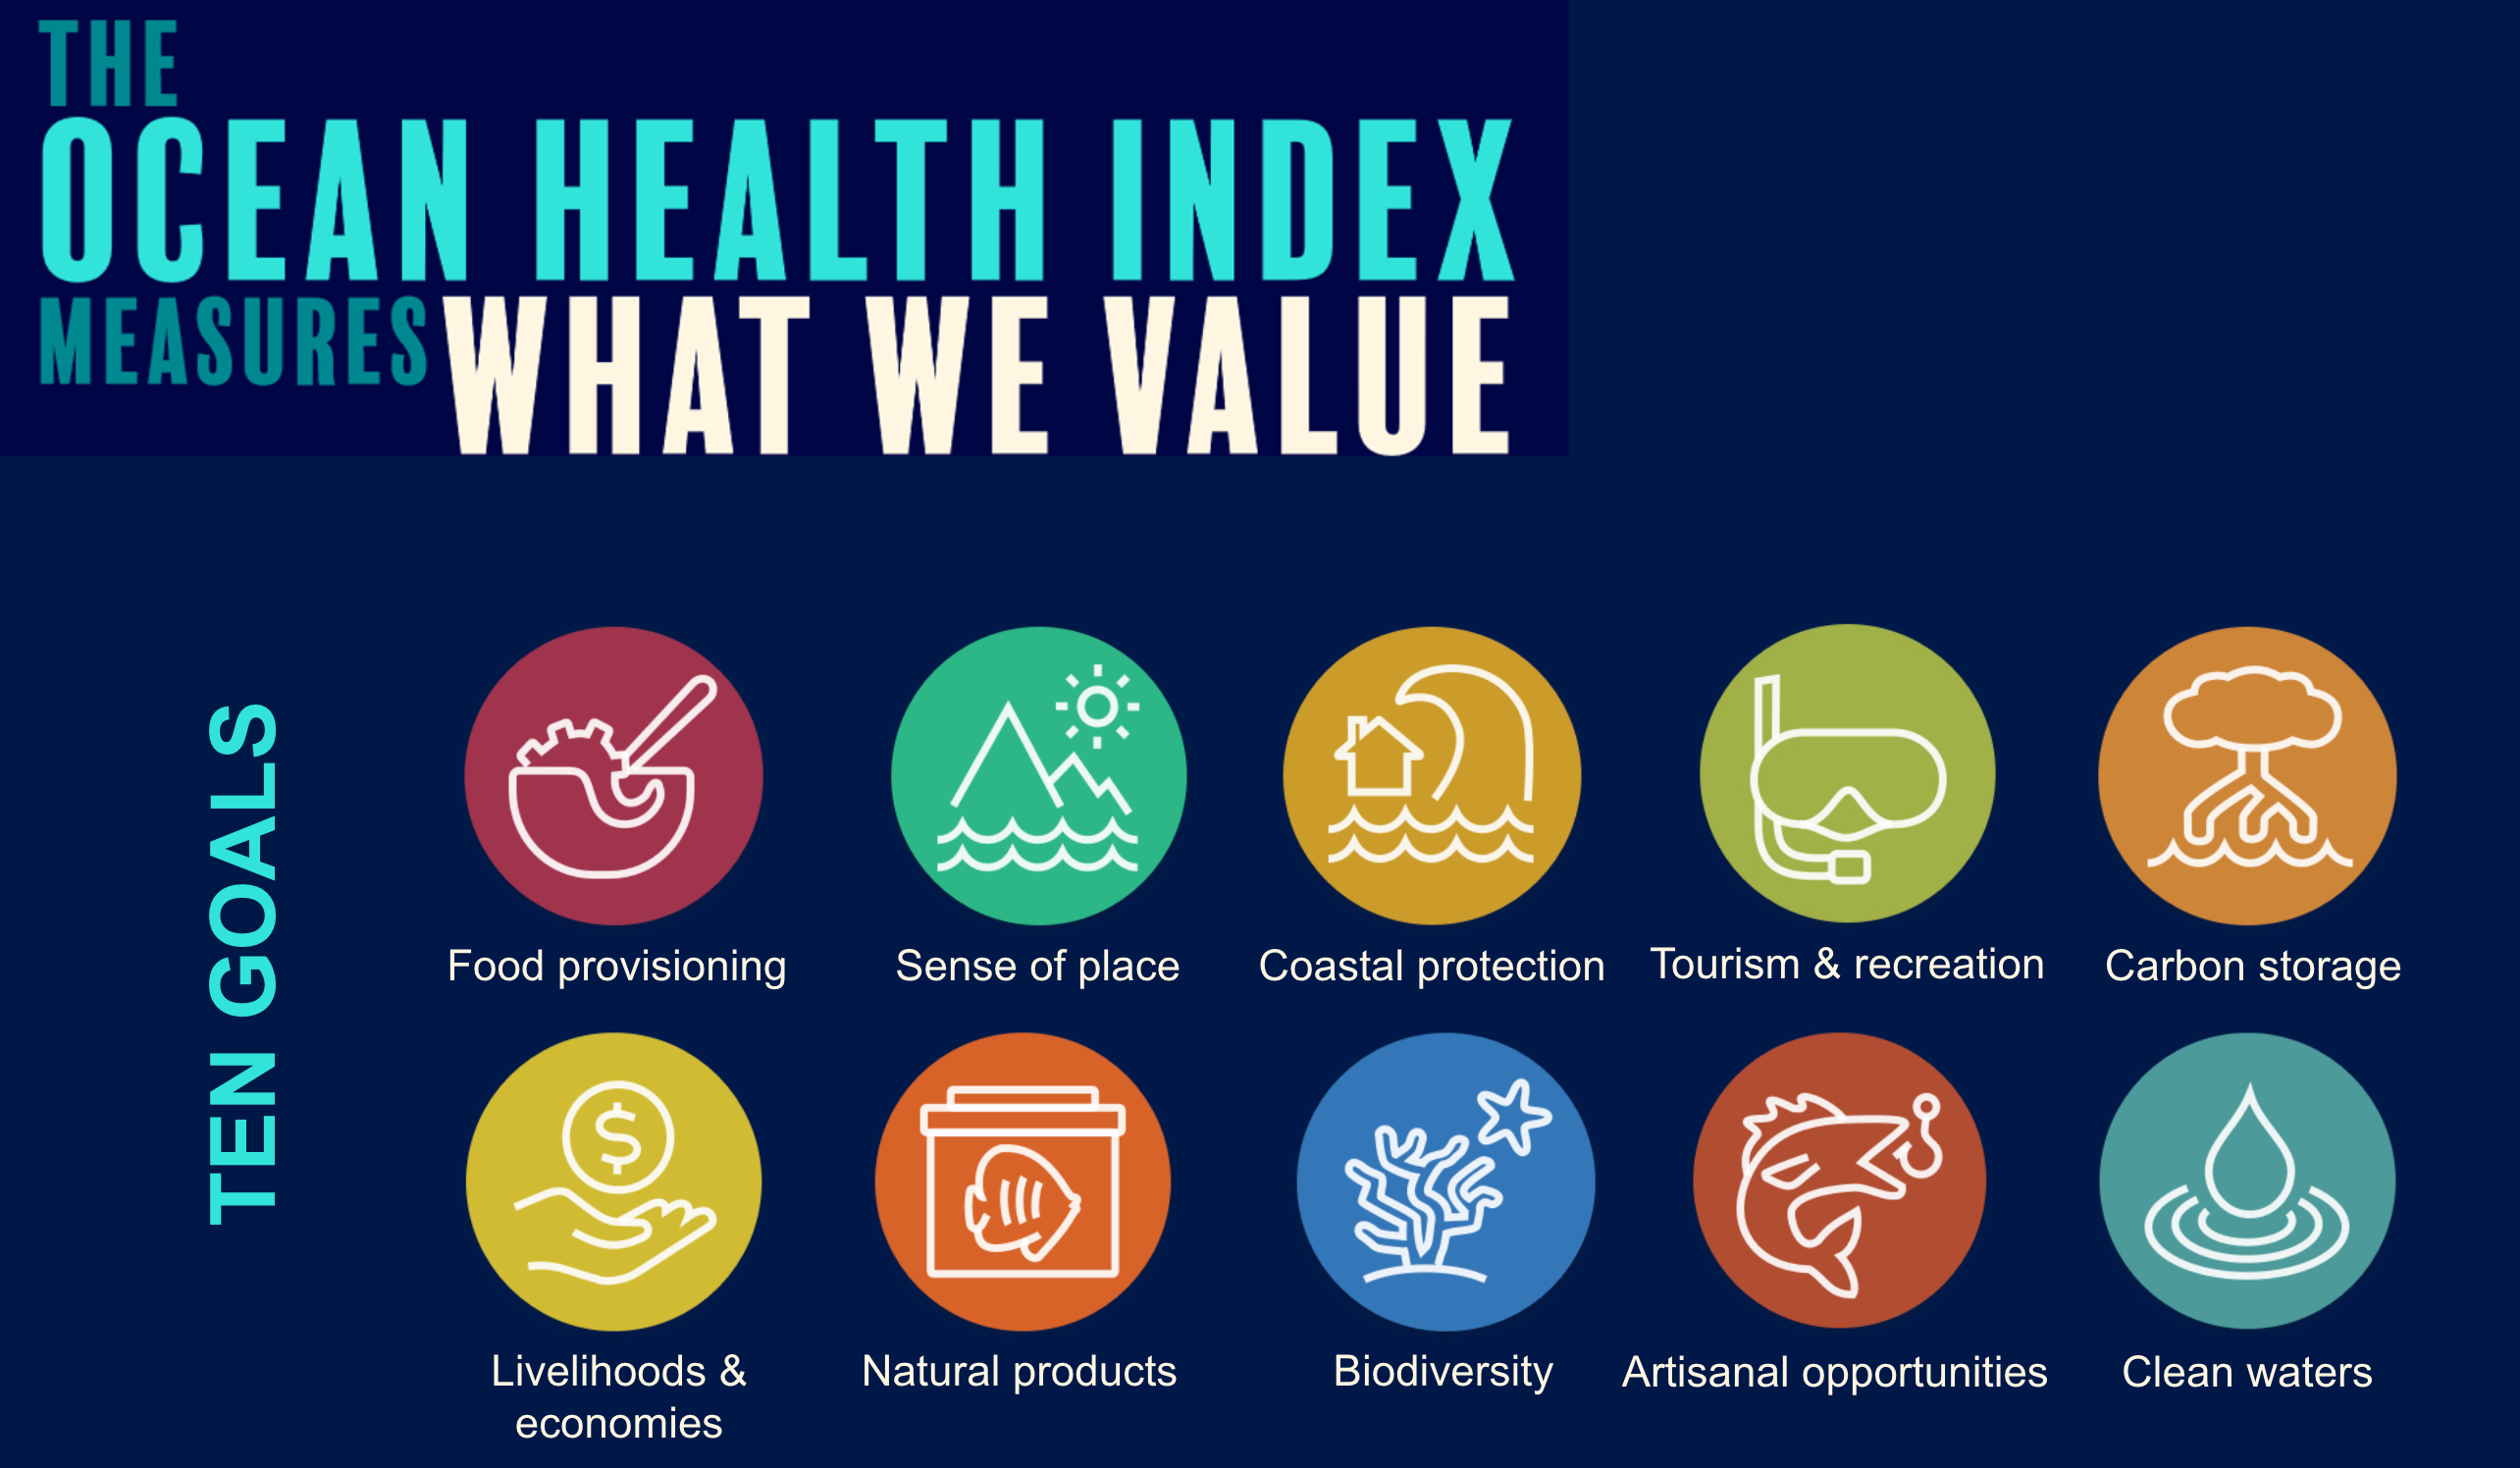 THE
OCEAN HEALTH INDEX
MEASURES WHAT WE VALUE
TEN GOALS
Food provisioning
Sense of place
Coastal protection
Tourism & recreation
Carbon storage
$
Livelihoods &
economies
Natural products
Biodiversity
Artisanal opportunities
Clean waters